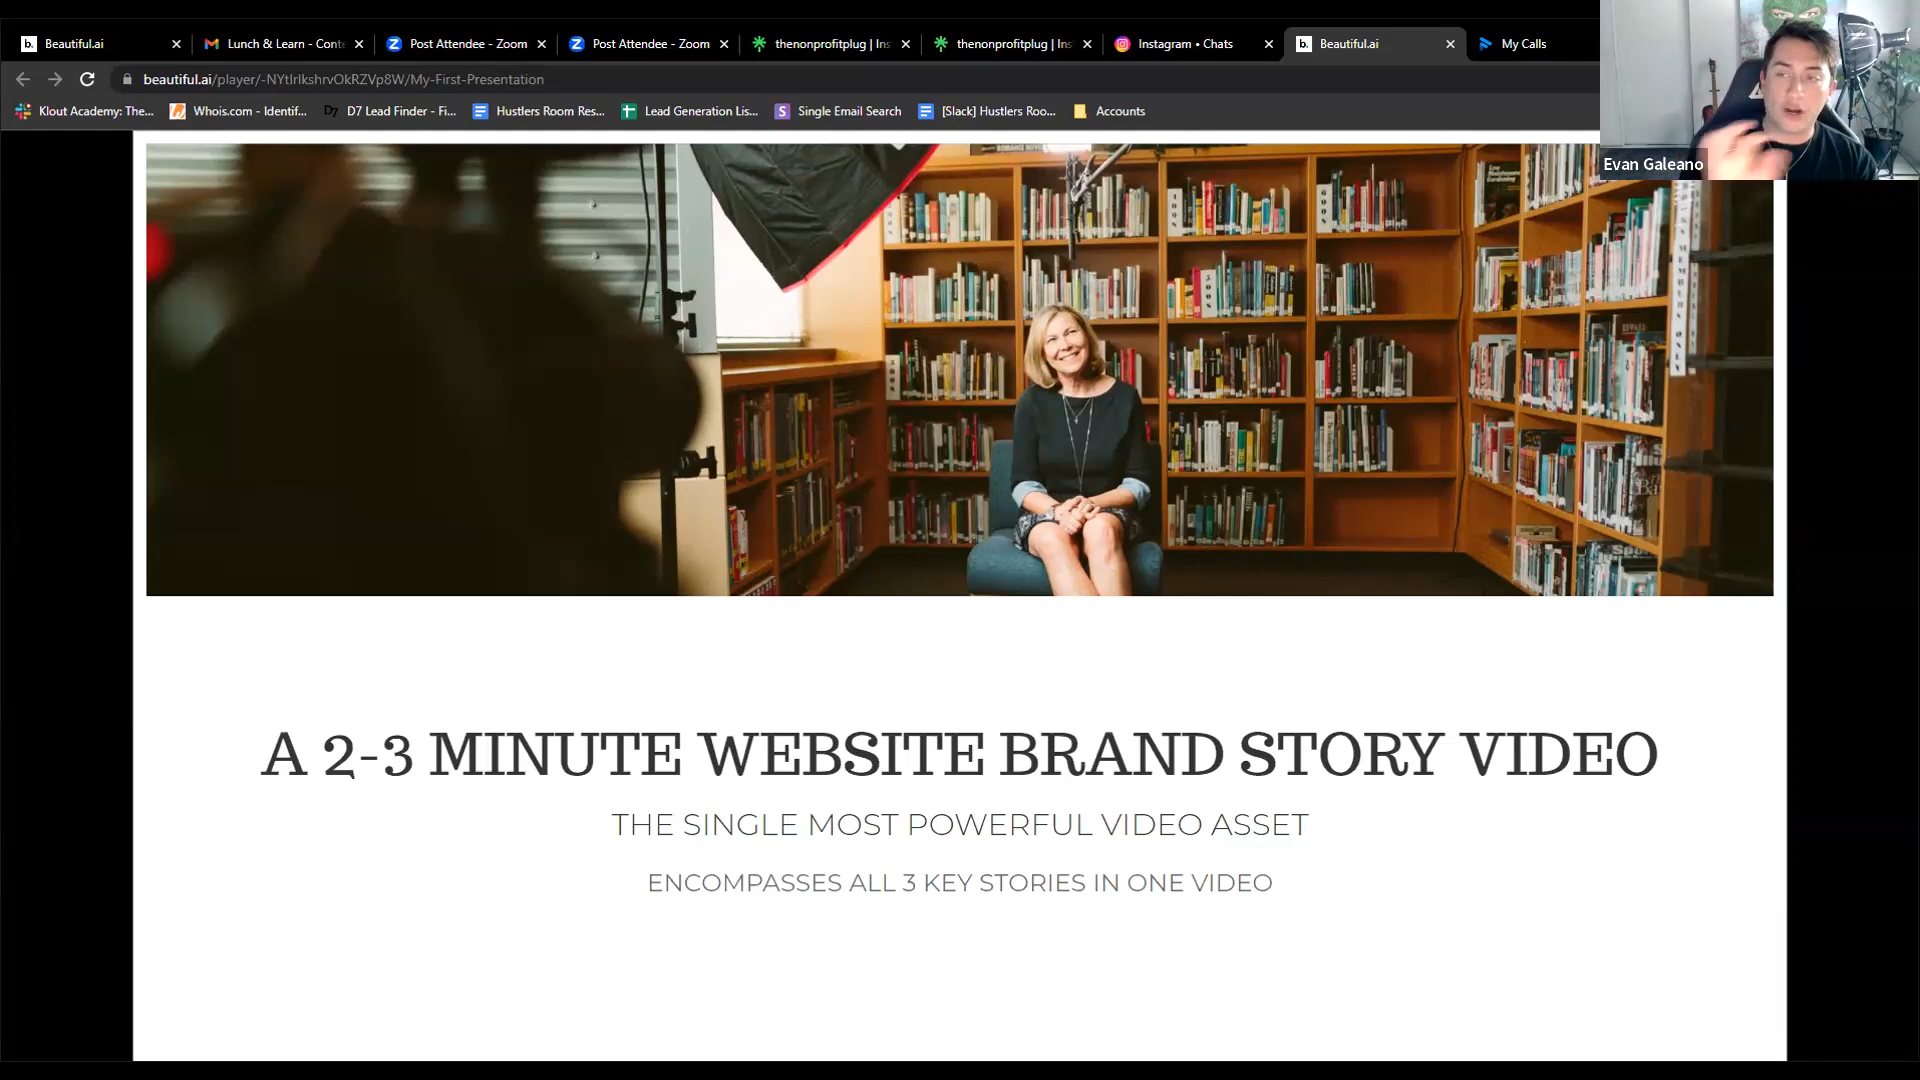 b. Beautiful.ai
Lunch & Learn - Conte
Post Attendee - Zoom
Post Attendee - Zoom
thenonprofitplug | Ins
thenonprofitplug | Ins
Instagram • Chats
b. Beautiful.ai
My Calls
beautiful.ai/player/-NYtlrlkshrvOkRZVp8W/My-First-Presentation
Klout Academy: The...
Whois.com - Identif...
D7 D7 Lead Finder - Fi...
Hustlers Room Res...
Lead Generation Lis...
S Single Email Search
[Slack] Hustlers Roo...
Accounts
Evan Galeano
A 2-3 MINUTE WEBSITE BRAND STORY VIDEO
THE SINGLE MOST POWERFUL VIDEO ASSET
ENCOMPASSES ALL 3 KEY STORIES IN ONE VIDEO